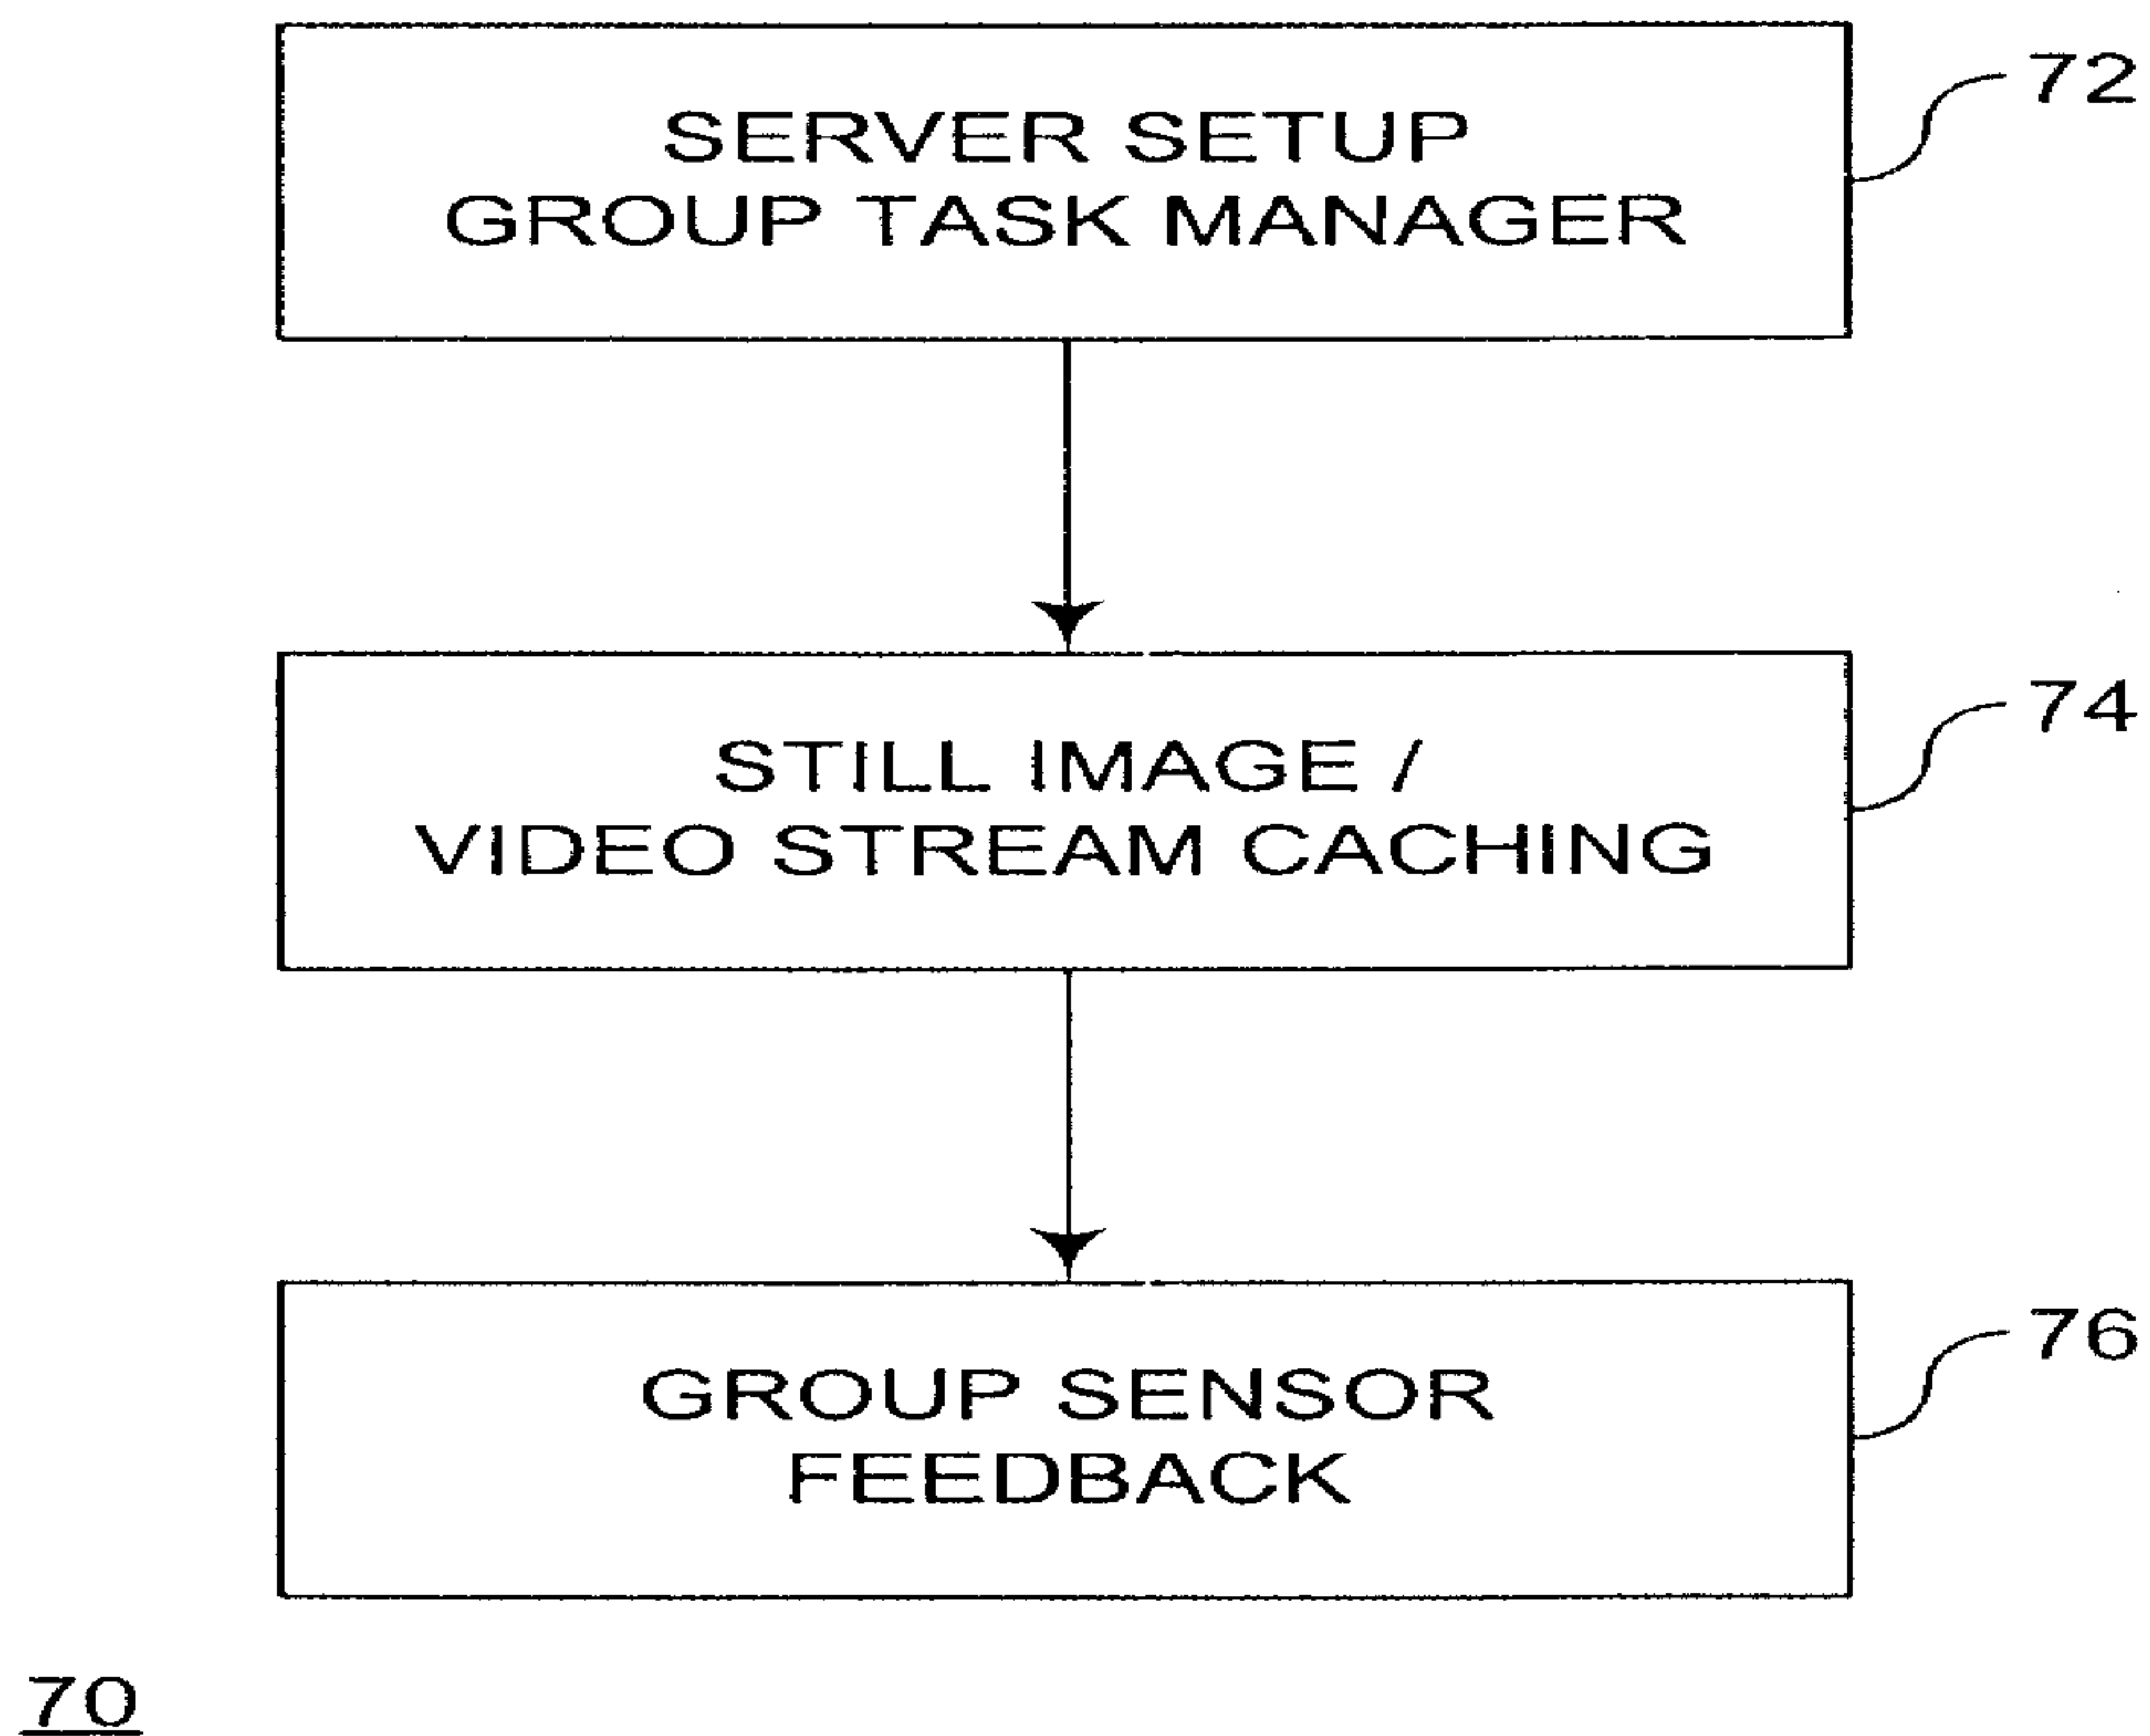 SERVER SETUP
GROUP TASK MANAGER
72
STILL IMAGE /
VIDEO STREAM CACHING
74
GROUP SENSOR
FEEDBACK
76
70